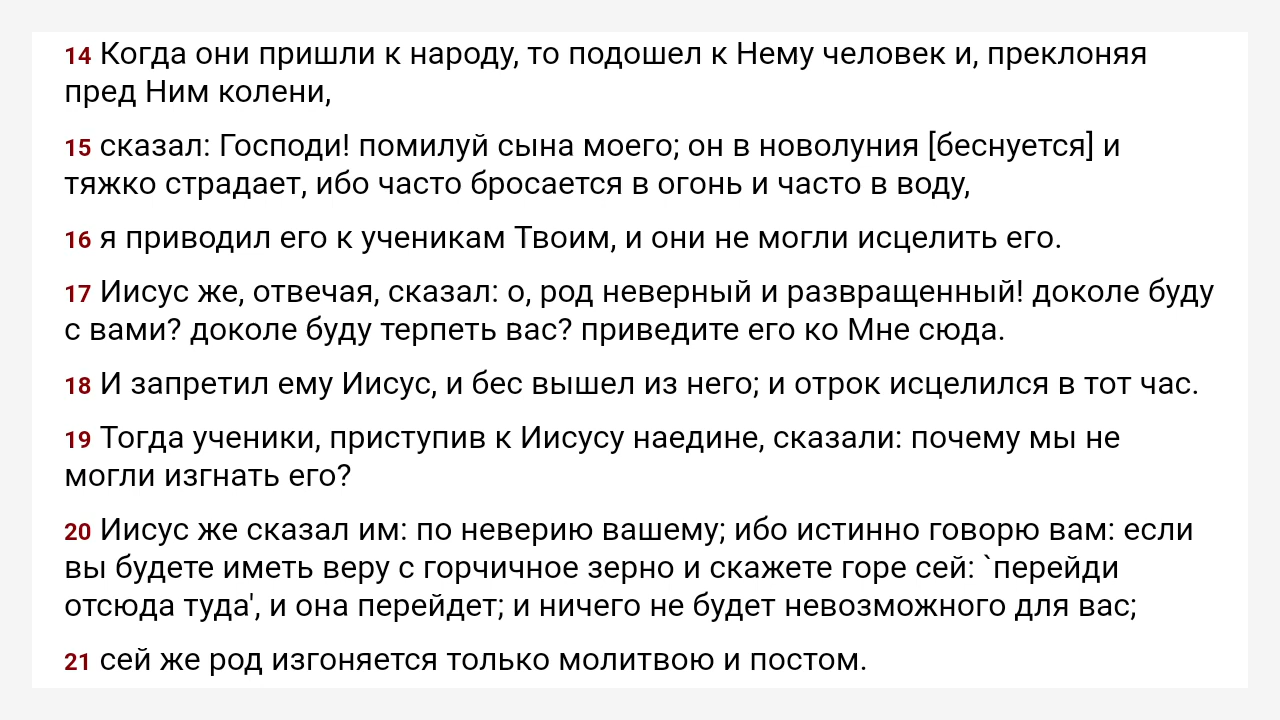 14 Когда они пришли к народу, то подошел к Нему человек и, преклоняя
пред Ним колени,
15 сказал: Господи! помилуй сына моего; он в новолуния [беснуется] и
тяжко страдает, ибо часто бросается в огонь и часто в воду,
16 я приводил его к ученикам Твоим, и они не могли исцелить его.
17 Иисус же, отвечая, сказал: о, род неверный и развращенный! доколе буду
с вами? доколе буду терпеть вас? приведите его ко Мне сюда.
18 И запретил ему Иисус, и бес вышел из него; и отрок исцелился в тот час.
19 Тогда ученики, приступив к Иисусу наедине, сказали: почему мы не
могли изгнать его?
20 Иисус же сказал им: по неверию вашему; ибо истинно говорю вам: если
вы будете иметь веру с горчичное зерно и скажете горе сей: `перейди
отсюда туда', и она перейдет; и ничего не будет невозможного для вас;
21 сей же род изгоняется только молитвою и постом.